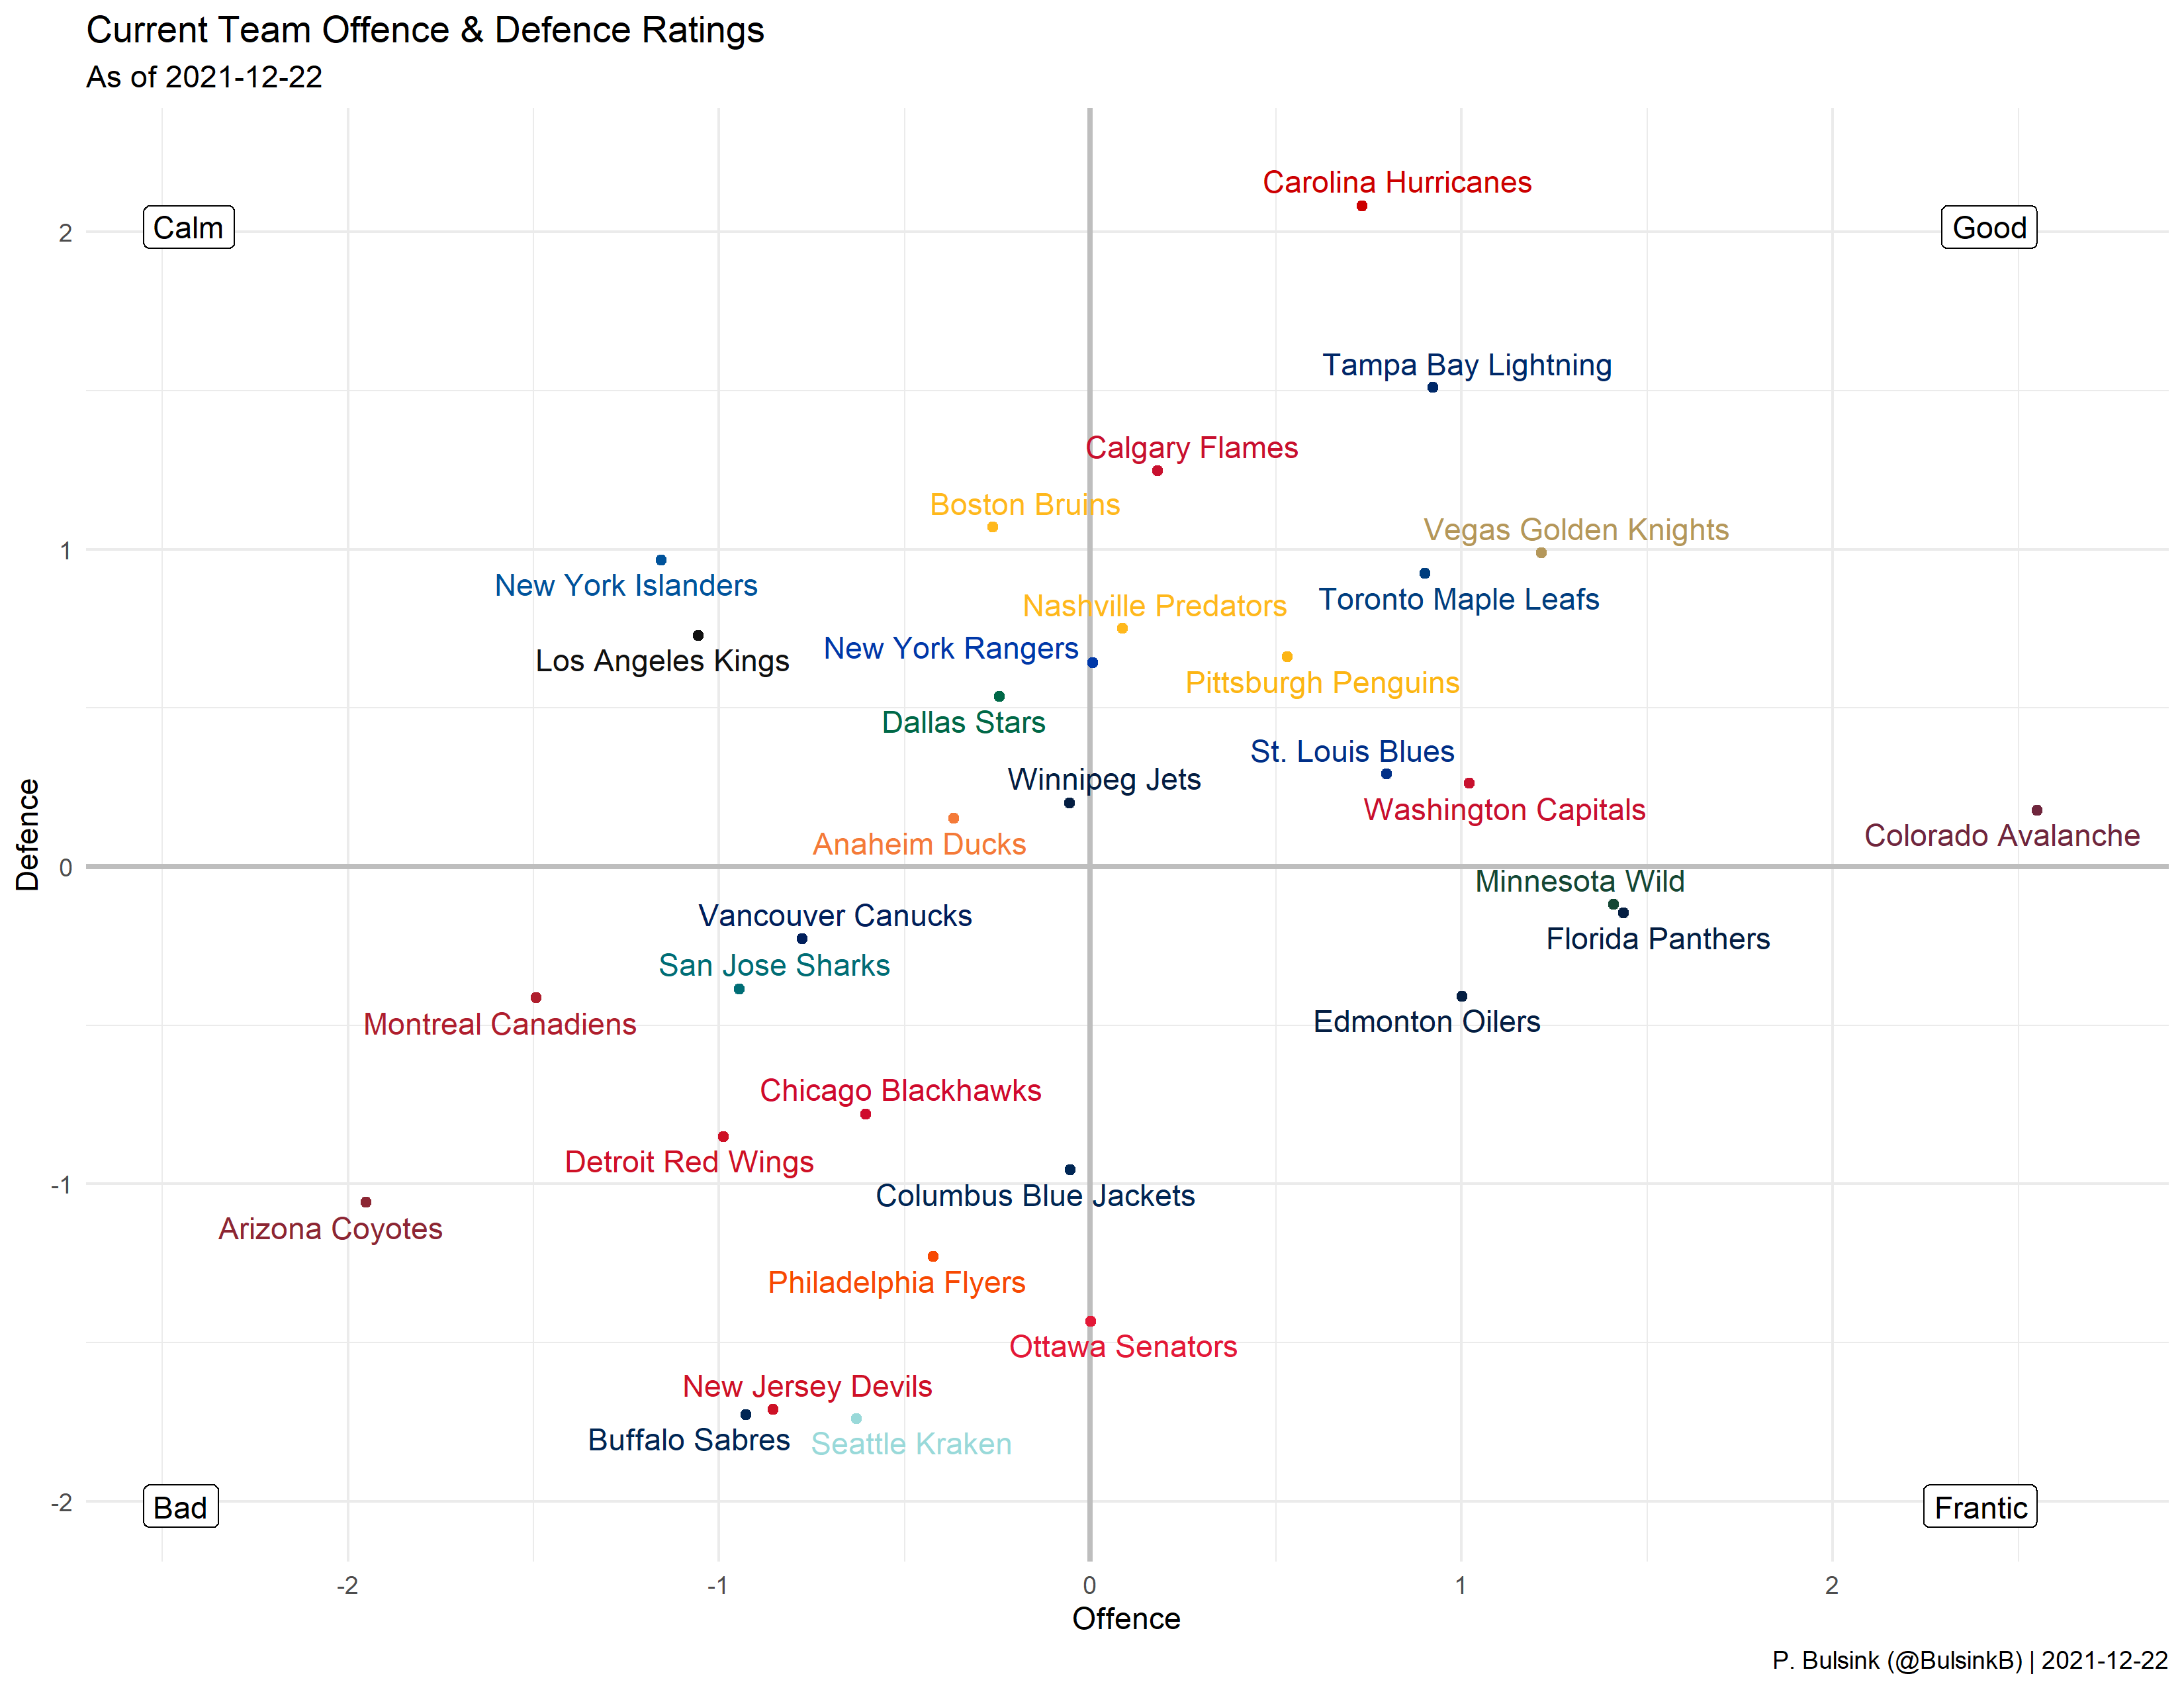 Current Team Offence & Defence Ratings
As of 2021-12-22
Carolina Hurricanes
Calm
Good
2
Tampa Bay Lightning
Calgary Flames
Boston Bruins
Vegas Golden Knights
1
New York Islanders
Toronto Maple Leafs
Nashville Predators
New York Rangers
Los Angeles Kings
Pittsburgh Penguins
Dallas Stars
St. Louis Blues
Winnipeg Jets
Washington Capitals
Colorado Avalanche
Anaheim Ducks
Defence
0
Minnesota Wild
Vancouver Canucks
Florida Panthers
San Jose Sharks
Montreal Canadiens
Edmonton Oilers
Chicago Blackhawks
Detroit Red Wings
-1
Columbus Blue Jackets
Arizona Coyotes
Philadelphia Flyers
Ottawa Senators
New Jersey Devils
Buffalo Sabres
Seattle Kraken
-2
Bad
Frantic
-2
-1
0
1
2
Offence
P. Bulsink (@BulsinkB) | 2021-12-22